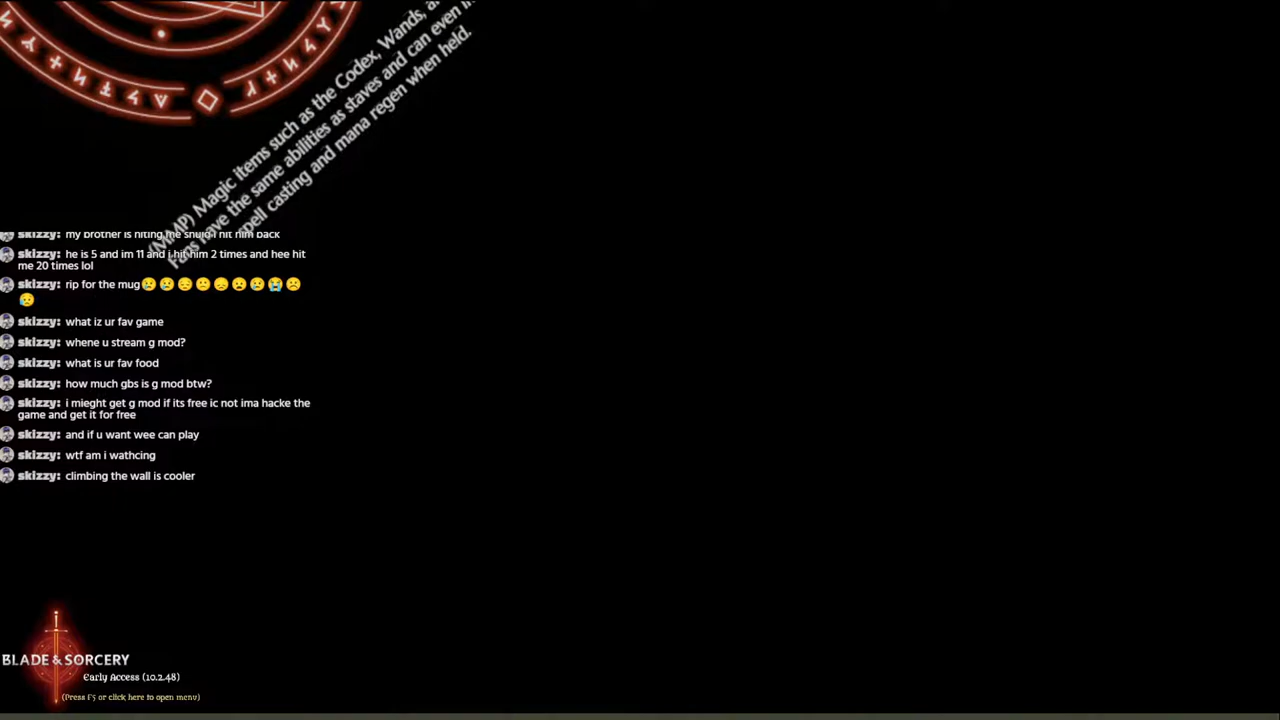 (MMP) Magic items such as the Codex, Wands, a
Fans have the same abilities as staves and can even i
spell casting and mana regen when held.
skizzy: my brother is hiting me shuld i hit him back
skizzy: he is 5 and im 11 and i hit him 2 times and hee hit
me 20 times lol
skizzy: rip for the mug😢😢😔🙁😞😦😢😭☹️
😥
skizzy: what iz ur fav game
skizzy: whene u stream g mod?
skizzy: what is ur fav food
skizzy: how much gbs is g mod btw?
skizzy: i mieght get g mod if its free ic not ima hacke the
game and get it for free
skizzy: and if u want wee can play
skizzy: wtf am i wathcing
skizzy: climbing the wall is cooler
BLADE & SORCERY
Early Access (10.2.48)
(Press F5 or click here to open menu)